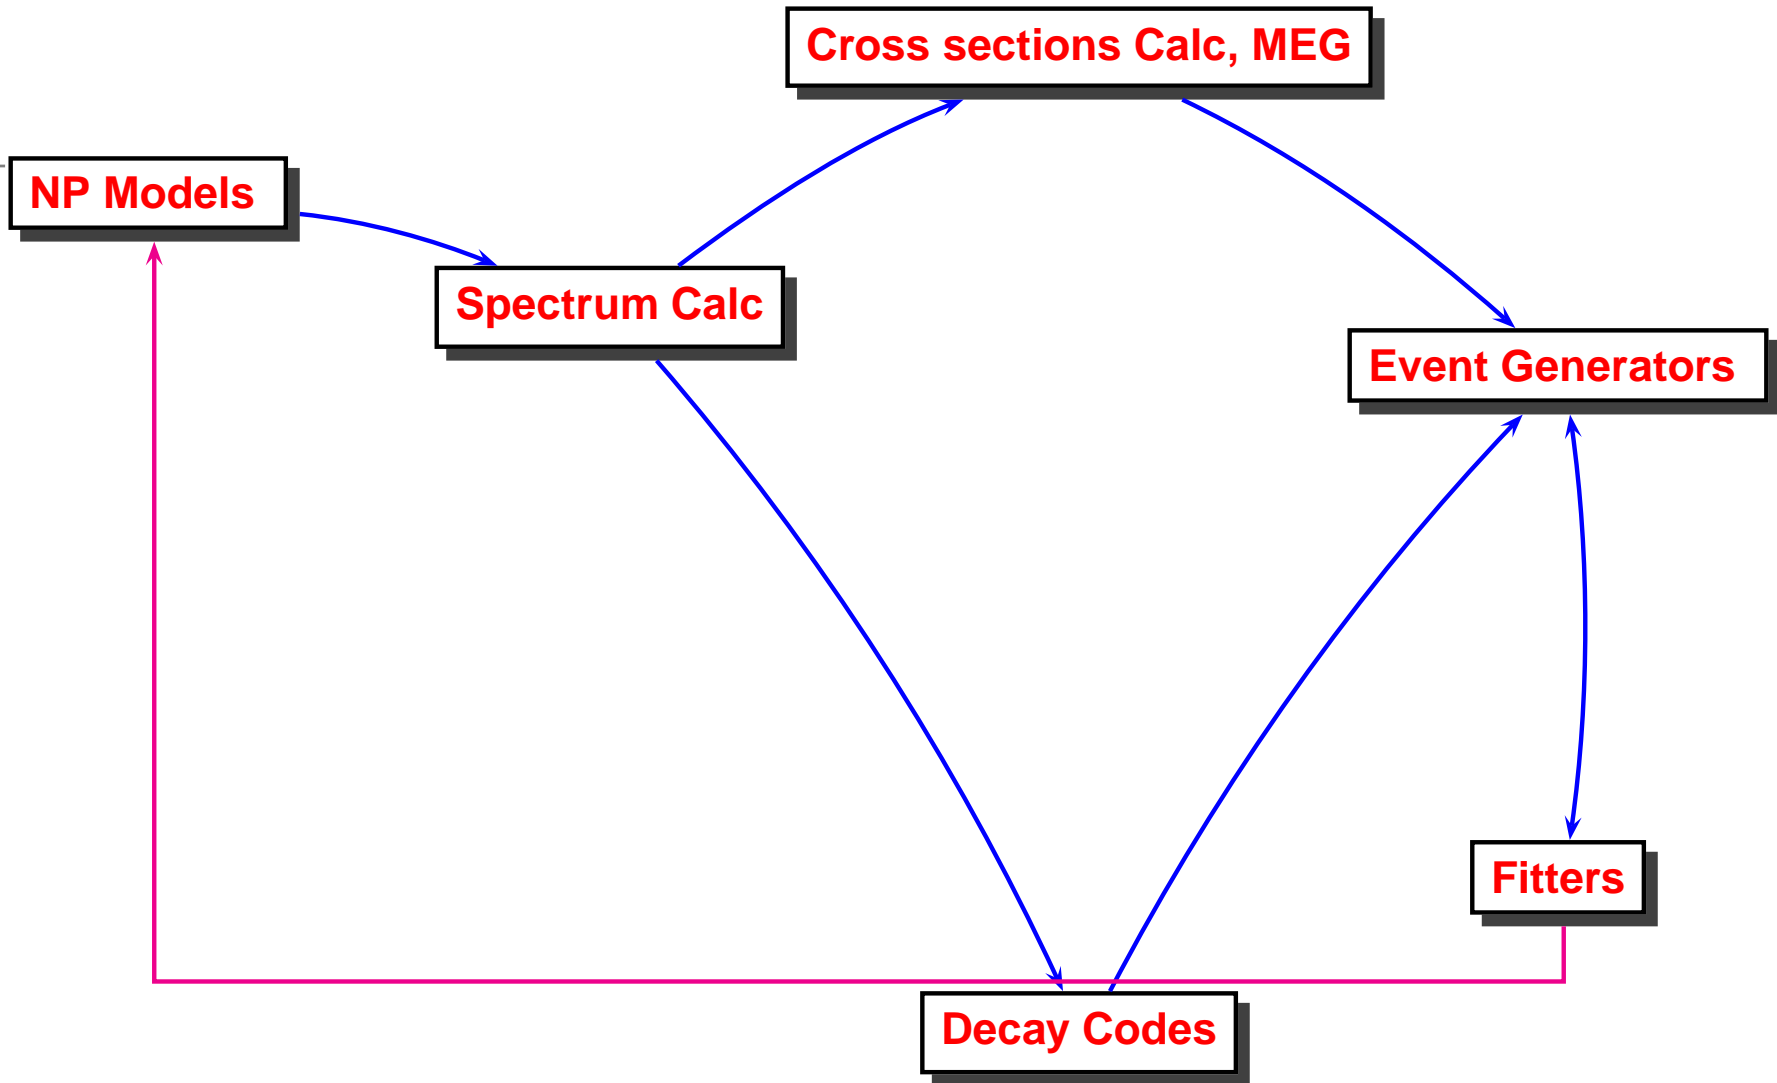 Cross sections Calc, MEG
NP Models
Spectrum Calc
Event Generators
Fitters
Decay Codes